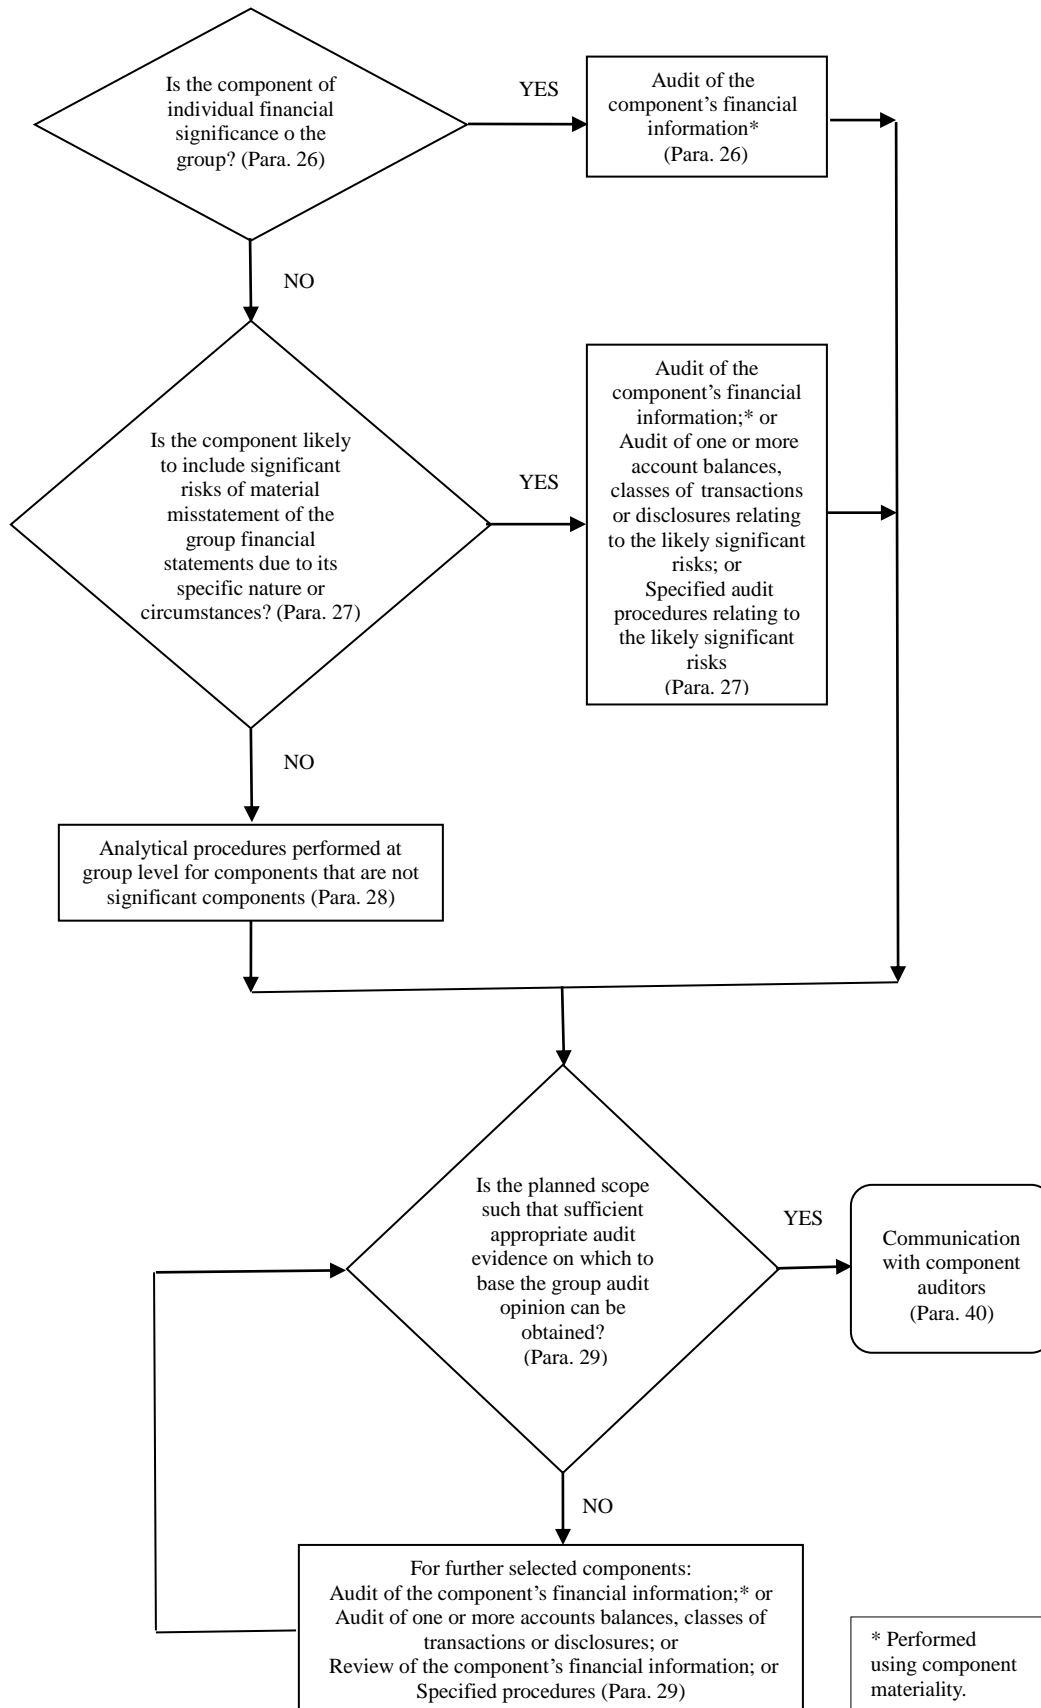 Is the component of
individual financial
significance o the
group? (Para. 26)
YES
Audit of the
component’s financial
information*
(Para. 26)
NO
Is the component likely
to include significant
risks of material
misstatement of the
group financial
statements due to its
specific nature or
circumstances? (Para. 27)
YES
Audit of the
component’s financial
information;* or
Audit of one or more
account balances,
classes of transactions
or disclosures relating
to the likely significant
risks; or
Specified audit
procedures relating to
the likely significant
risks
(Para. 27)
NO
Analytical procedures performed at
group level for components that are not
significant components (Para. 28)
Is the planned scope
such that sufficient
appropriate audit
evidence on which to
base the group audit
opinion can be
obtained?
(Para. 29)
YES
Communication
with component
auditors
(Para. 40)
NO
For further selected components:
Audit of the component’s financial information;* or
Audit of one or more accounts balances, classes of
transactions or disclosures; or
Review of the component’s financial information; or
Specified procedures (Para. 29)
* Performed
using component
materiality.